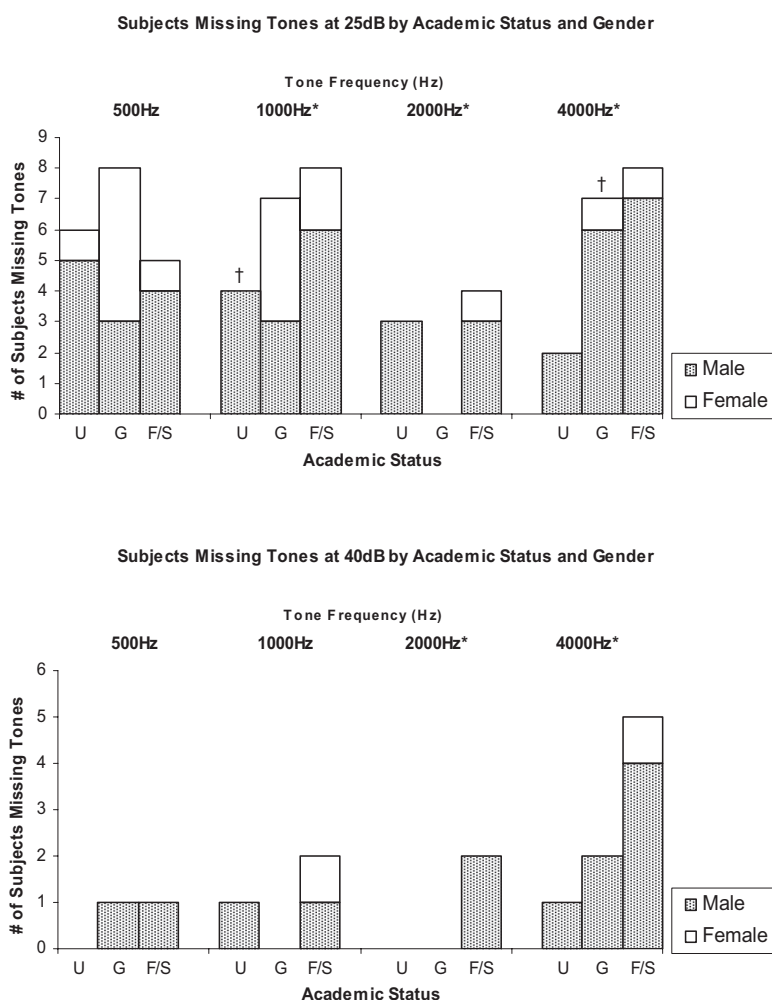 Subjects Missing Tones at 25dB by Academic Status and Gender
Tone Frequency (Hz)
500Hz 1000Hz* 2000Hz* 4000Hz*
# of Subjects Missing Tones
9
8
7
6
5
4
3
2
1
0
†
†
U G F/S U G F/S U G F/S U G F/S
Academic Status
Male
Female
Subjects Missing Tones at 40dB by Academic Status and Gender
Tone Frequency (Hz)
500Hz 1000Hz 2000Hz* 4000Hz*
# of Subjects Missing Tones
6
5
4
3
2
1
0
U G F/S U G F/S U G F/S U G F/S
Academic Status
Male
Female